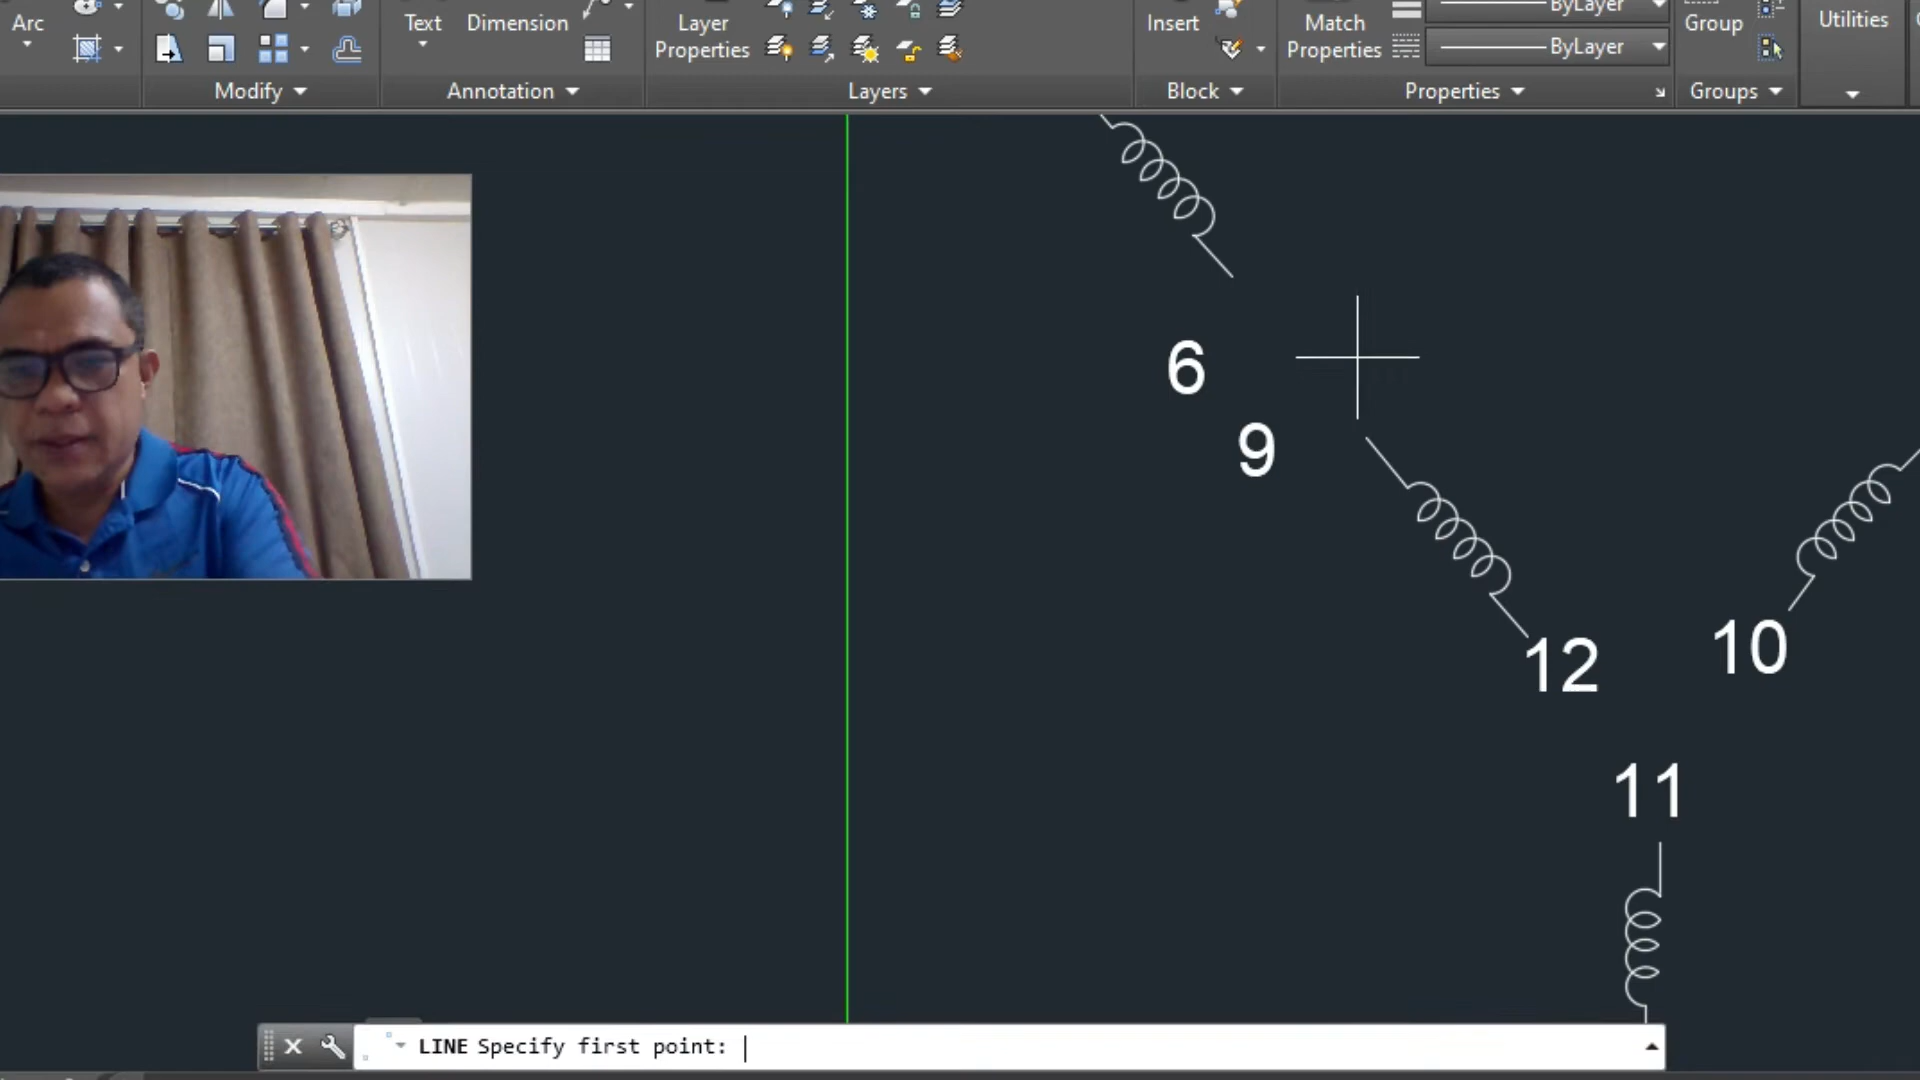 Arc
Text
Dimension
Layer
Properties
Insert
Match
Properties
ByLayer
ByLayer
Group
Utilities
Modify
Annotation
Layers
Block
Properties
Groups
6
9
12
10
11
LINE Specify first point: